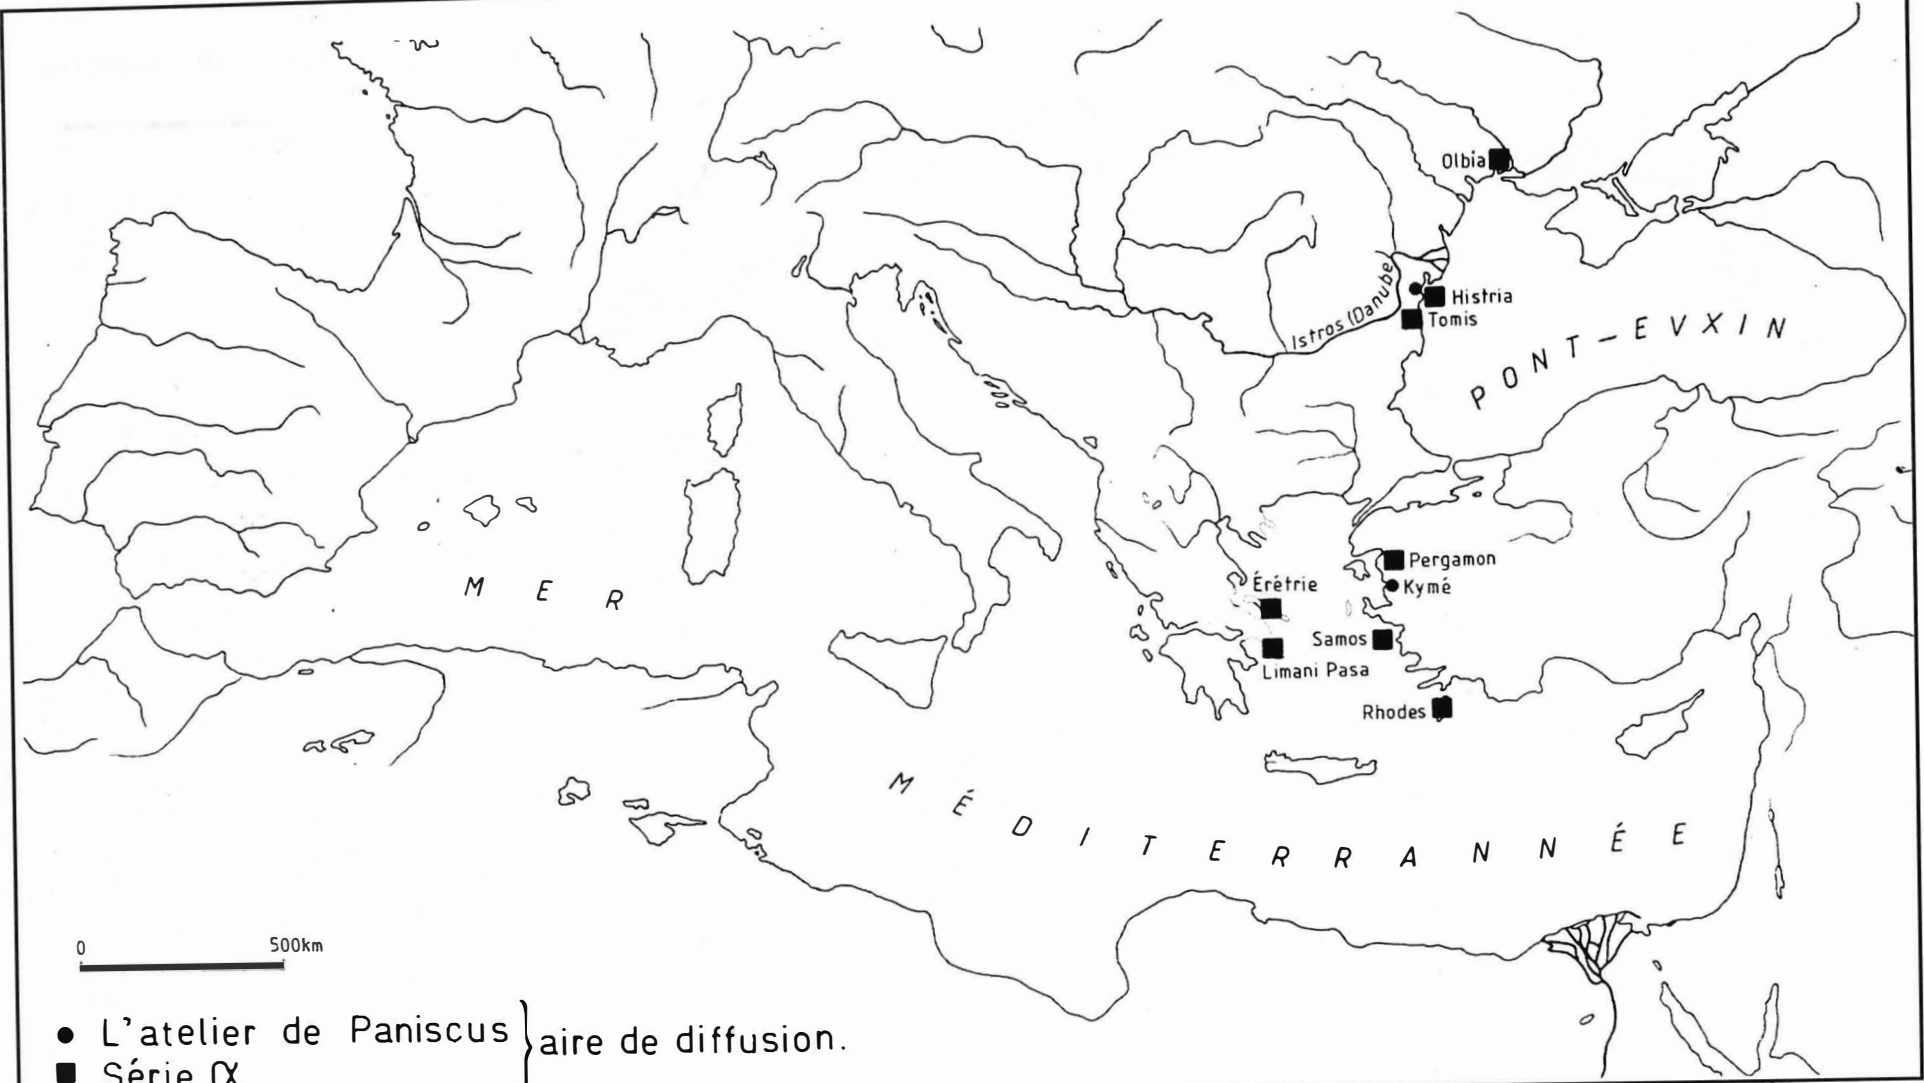 Olbia
Istros (Danube
Histria
Tomis
PONT-EVXIN
Pergamon
Kymé
Érétrie
Samos
Limani Pasa
Rhodes
MER
MÉDITERRANNÉE
0 500km
L'atelier de Paniscus
Série α
aire de diffusion.